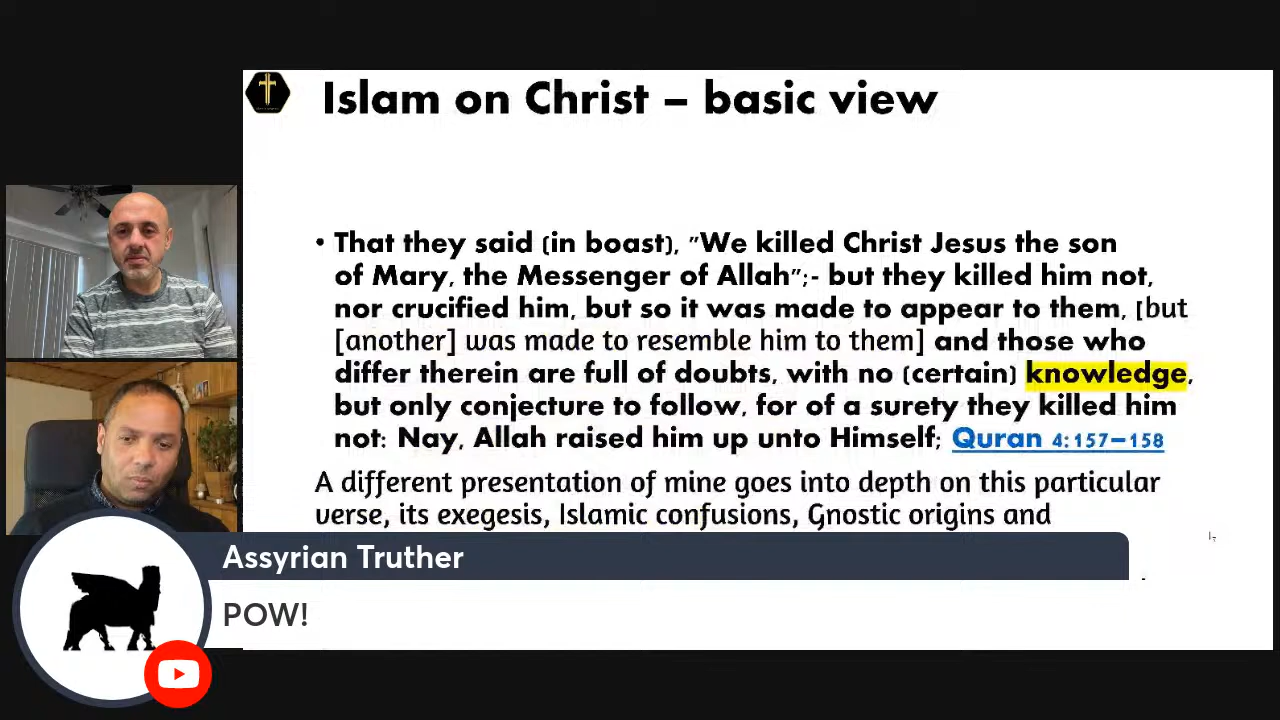 Islam on Christ – basic view
• That they said (in boast), "We killed Christ Jesus the son
of Mary, the Messenger of Allah";- but they killed him not,
nor crucified him, but so it was made to appear to them, [but
[another] was made to resemble him to them] and those who
differ therein are full of doubts, with no (certain) knowledge,
but only conjecture to follow, for of a surety they killed him
not: Nay, Allah raised him up unto Himself; Quran 4:157–158
A different presentation of mine goes into depth on this particular
verse, its exegesis, Islamic confusions, Gnostic origins and
Assyrian Truther
POW!